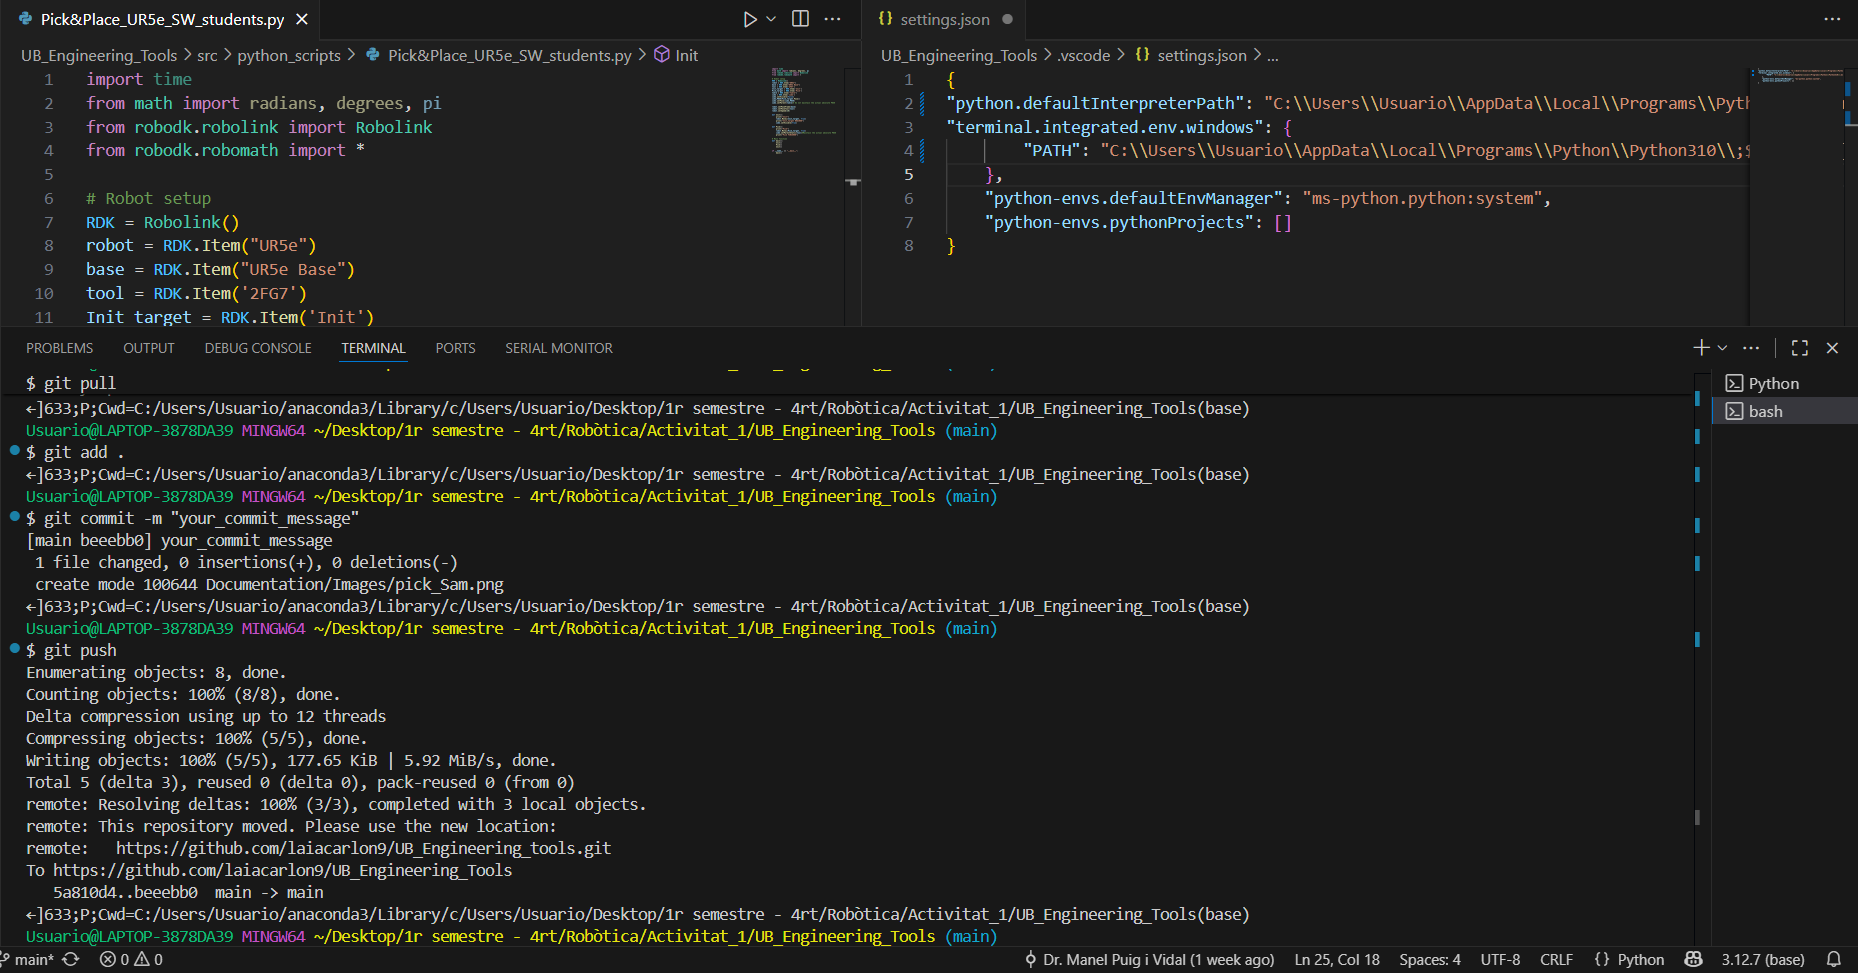 Pick&Place_UR5e_SW_students.py
UB_Engineering_Tools > src > python_scripts > Pick&Place_UR5e_SW_students.py > Init
1 import time
2 from math import radians, degrees, pi
3 from robodk.robolink import Robolink
4 from robodk.robomath import *
5
6 # Robot setup
7 RDK = Robolink()
8 robot = RDK.Item("UR5e")
9 base = RDK.Item("UR5e Base")
10 tool = RDK.Item('2FG7')
11 Init_target = RDK.Item('Init')
{} settings.json
UB_Engineering_Tools > .vscode > {} settings.json > ...
1 {
2 "python.defaultInterpreterPath": "C:\\Users\\Usuario\\AppData\\Local\\Programs\\Pyth
3 "terminal.integrated.env.windows": {
4 "PATH": "C:\\Users\\Usuario\\AppData\\Local\\Programs\\Python\\Python310\\;$
5 },
6 "python-envs.defaultEnvManager": "ms-python.python:system",
7 "python-envs.pythonProjects": []
8 }
PROBLEMS OUTPUT DEBUG CONSOLE TERMINAL PORTS SERIAL MONITOR
Python
bash
$ git pull
←]633;P;Cwd=C:/Users/Usuario/anaconda3/Library/c/Users/Usuario/Desktop/1r semestre - 4rt/Robòtica/Activitat_1/UB_Engineering_Tools(base)
Usuario@LAPTOP-3878DA39 MINGW64 ~/Desktop/1r semestre - 4rt/Robòtica/Activitat_1/UB_Engineering_Tools (main)
$ git add .
←]633;P;Cwd=C:/Users/Usuario/anaconda3/Library/c/Users/Usuario/Desktop/1r semestre - 4rt/Robòtica/Activitat_1/UB_Engineering_Tools(base)
Usuario@LAPTOP-3878DA39 MINGW64 ~/Desktop/1r semestre - 4rt/Robòtica/Activitat_1/UB_Engineering_Tools (main)
$ git commit -m "your_commit_message"
[main beeebb0] your_commit_message
1 file changed, 0 insertions(+), 0 deletions(-)
create mode 100644 Documentation/Images/pick_Sam.png
←]633;P;Cwd=C:/Users/Usuario/anaconda3/Library/c/Users/Usuario/Desktop/1r semestre - 4rt/Robòtica/Activitat_1/UB_Engineering_Tools(base)
Usuario@LAPTOP-3878DA39 MINGW64 ~/Desktop/1r semestre - 4rt/Robòtica/Activitat_1/UB_Engineering_Tools (main)
$ git push
Enumerating objects: 8, done.
Counting objects: 100% (8/8), done.
Delta compression using up to 12 threads
Compressing objects: 100% (5/5), done.
Writing objects: 100% (5/5), 177.65 KiB | 5.92 MiB/s, done.
Total 5 (delta 3), reused 0 (delta 0), pack-reused 0 (from 0)
remote: Resolving deltas: 100% (3/3), completed with 3 local objects.
remote: This repository moved. Please use the new location:
remote:   https://github.com/laiacarlon9/UB_Engineering_tools.git
To https://github.com/laiacarlon9/UB_Engineering_Tools
5a810d4..beeebb0  main -> main
←]633;P;Cwd=C:/Users/Usuario/anaconda3/Library/c/Users/Usuario/Desktop/1r semestre - 4rt/Robòtica/Activitat_1/UB_Engineering_Tools(base)
Usuario@LAPTOP-3878DA39 MINGW64 ~/Desktop/1r semestre - 4rt/Robòtica/Activitat_1/UB_Engineering_Tools (main)
main* 0 0 Dr. Manel Puig i Vidal (1 week ago) Ln 25, Col 18 Spaces: 4 UTF-8 CRLF {} Python 3.12.7 (base)